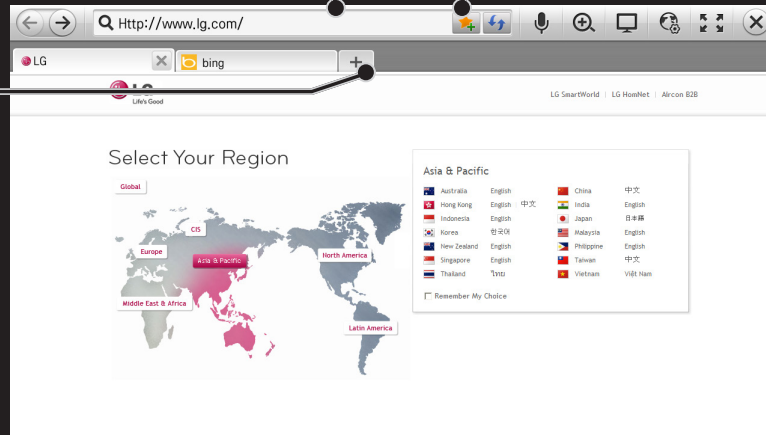 Http://www.lg.com/
LG
bing
LG
Life's Good
LG SmartWorld | LG HomNet | Aircon B2B
Select Your Region
Global
CIS
Europe
Asia & Pacific
North America
Middle East & Africa
Latin America
Asia & Pacific
Australia English China 中文
Hong Kong English | 中文 India English
Indonesia English Japan 日本語
Korea 한국어 Malaysia English
New Zealand English Philippine English
Singapore English Taiwan 中文
Thailand ไทย Vietnam Việt Nam
Remember My Choice